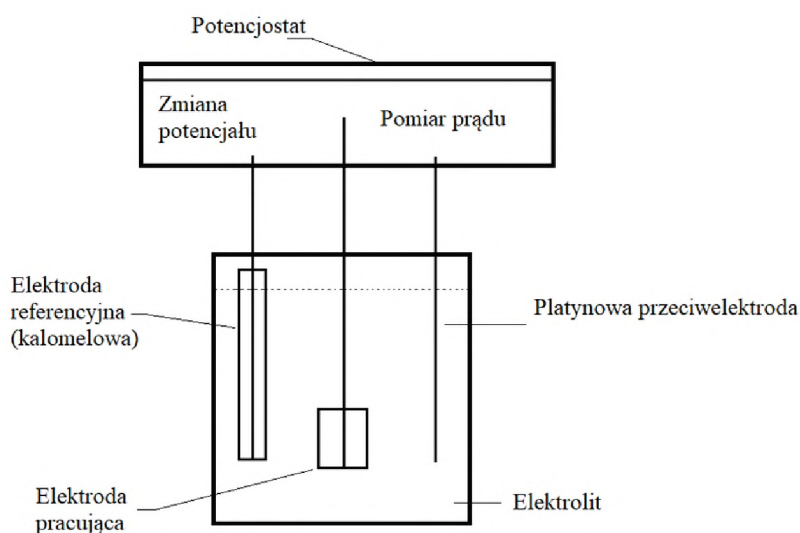 Potencjostat
Zmiana
potencjału
Pomiar prądu
Elektroda
referencyjna
(kalomelowa)
Platynowa przeciwelektroda
Elektroda
pracująca
Elektrolit